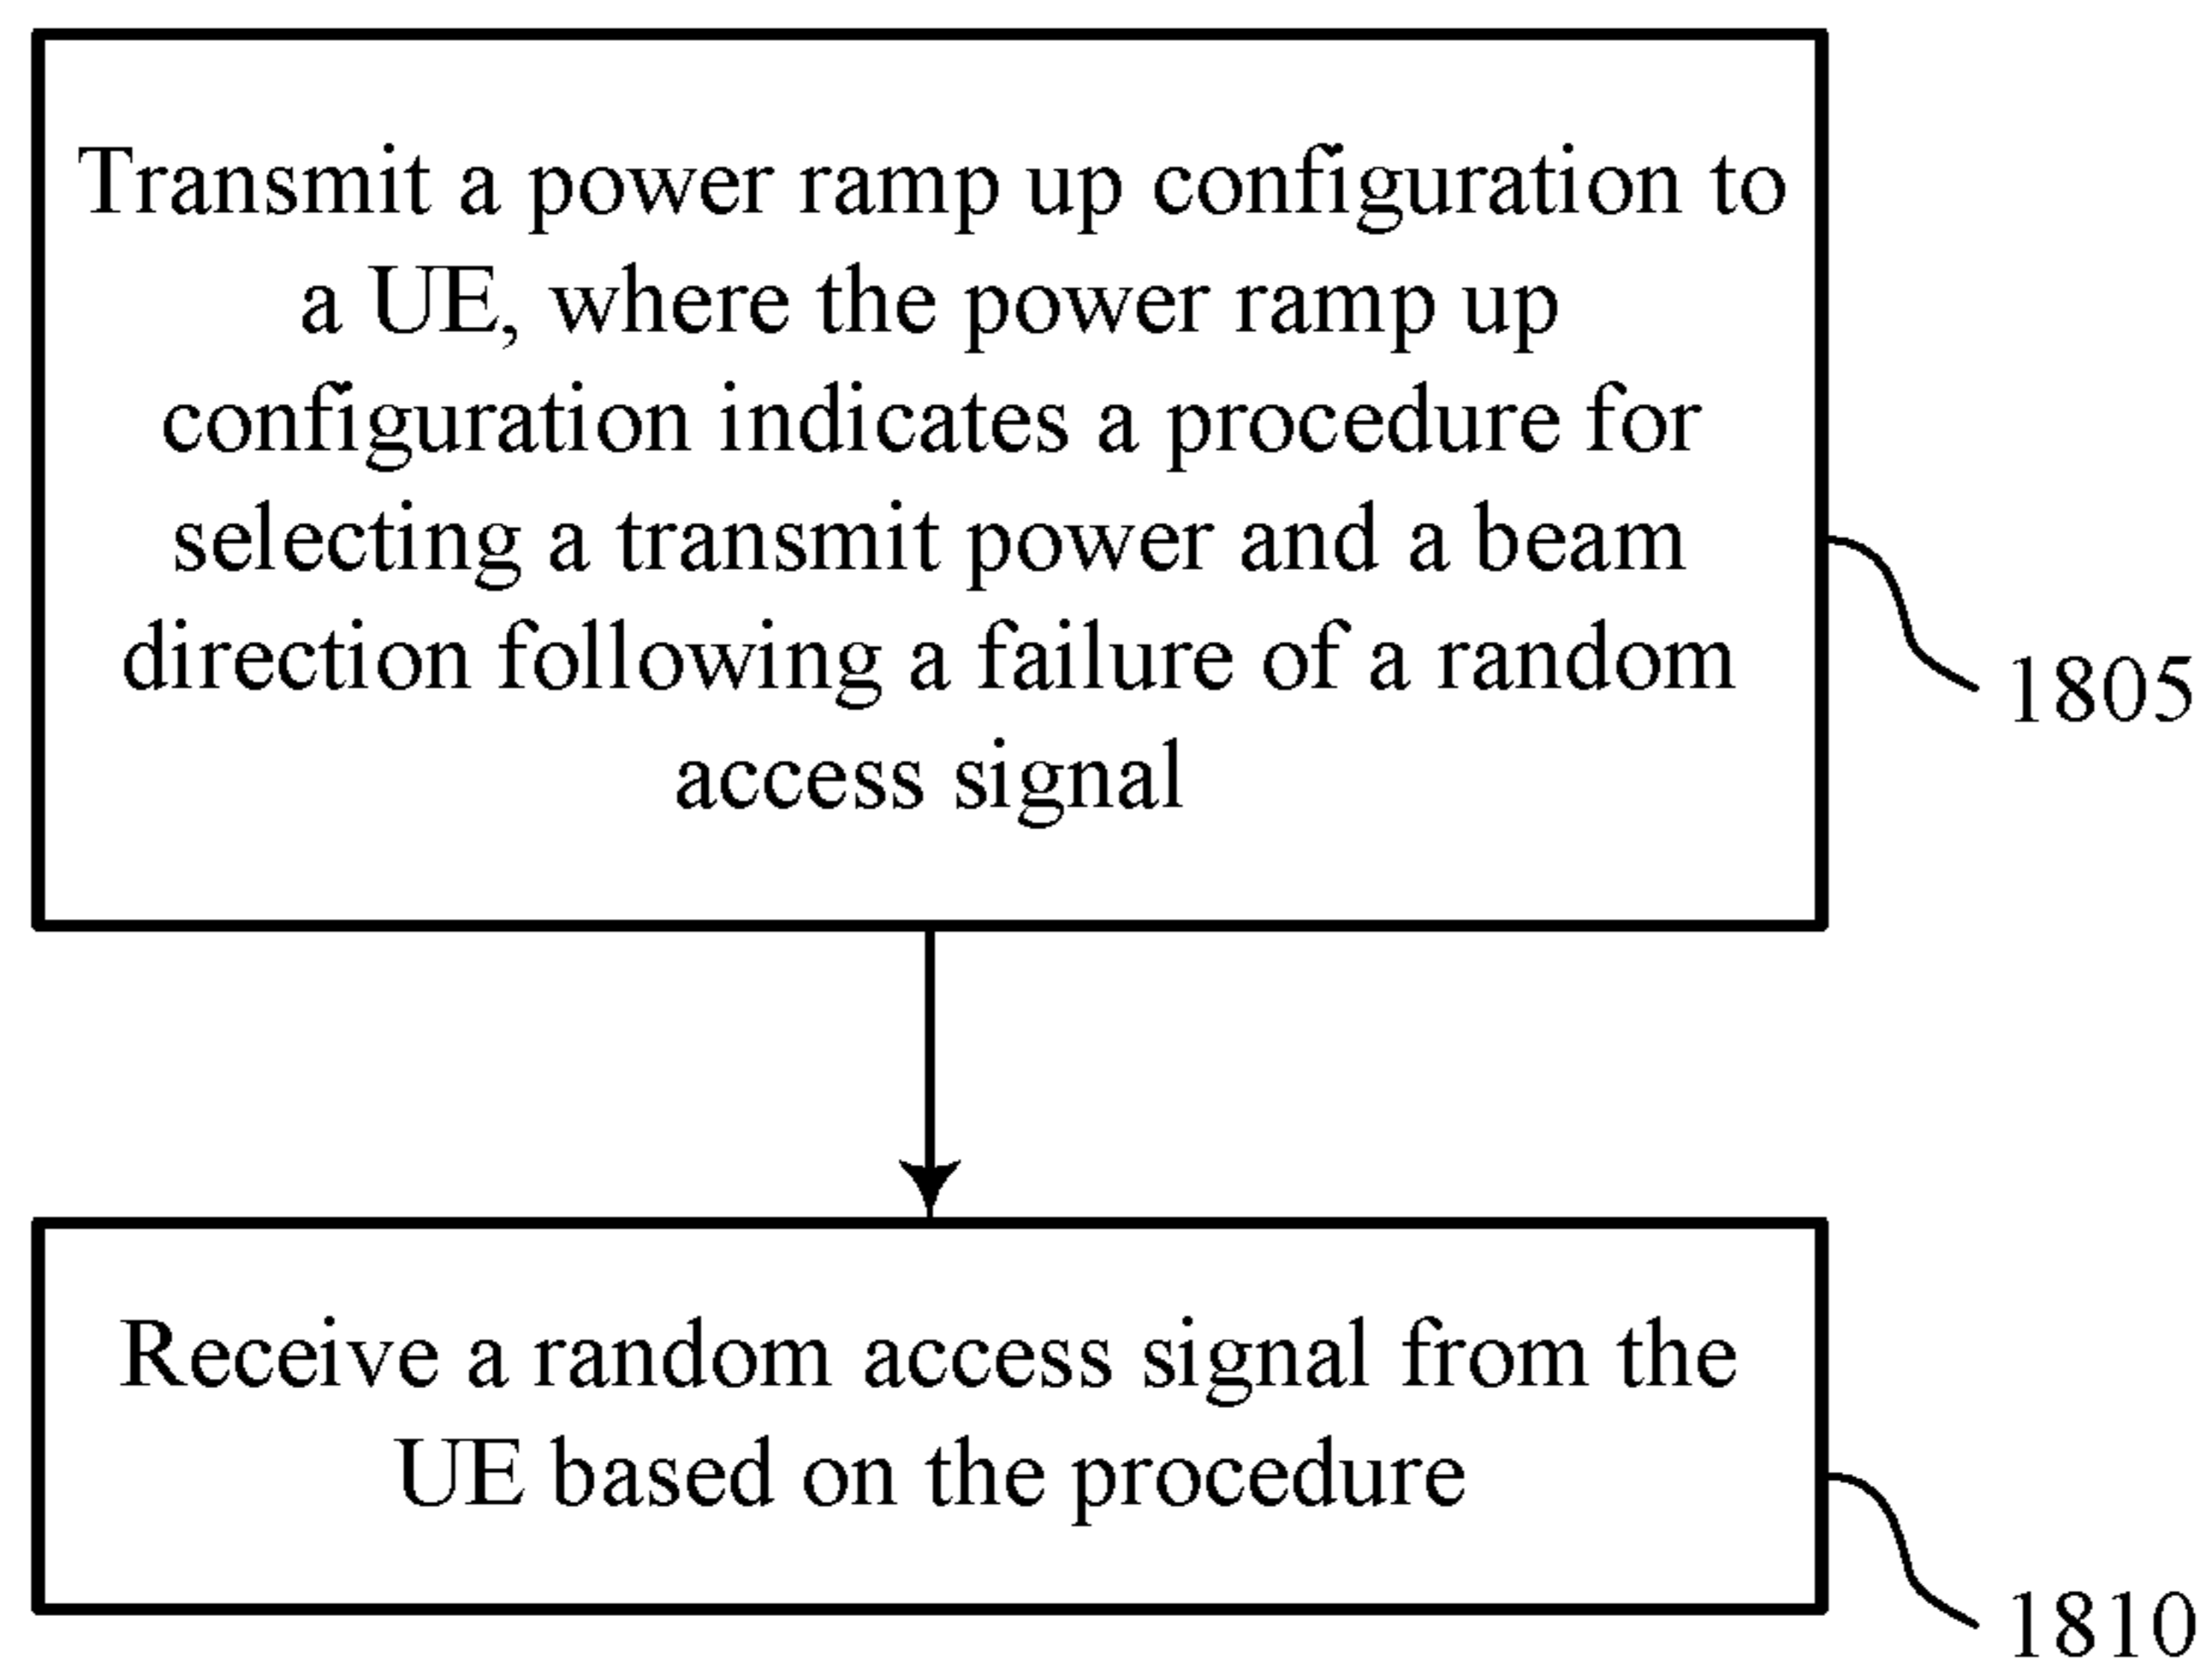 Transmit a power ramp up configuration to
a UE, where the power ramp up
configuration indicates a procedure for
selecting a transmit power and a beam
direction following a failure of a random
access signal
1805
Receive a random access signal from the
UE based on the procedure
1810